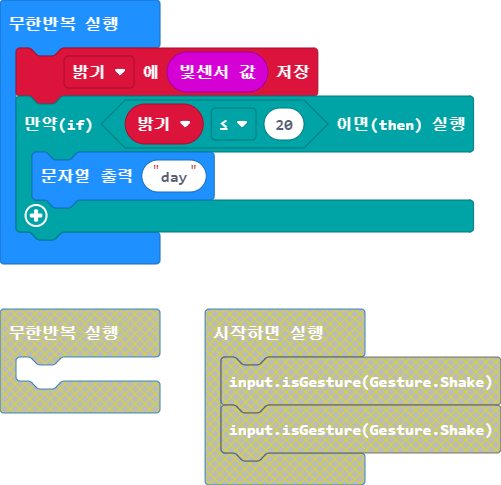 무한반복 실행
밝기 에 빛센서 값 저장
만약(if) 밝기 ≤ 20 이면(then) 실행
문자열 출력 "day"
무한반복 실행
시작하면 실행
input.isGesture(Gesture.Shake)
input.isGesture(Gesture.Shake)